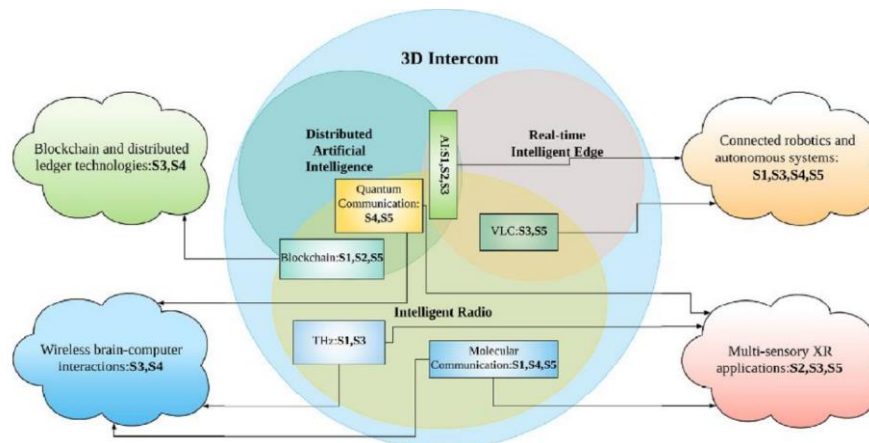 3D Intercom
Blockchain and distributed
ledger technologies:S3,S4
Distributed
Artificial
Intelligence
AI:S1,S2,S3
Real-time
Intelligent Edge
Connected robotics and
autonomous systems:
S1,S3,S4,S5
Quantum
Communication:
S4,S5
VLC:S3,S5
Blockchain:S1,S2,S5
Intelligent Radio
Wireless brain-computer
interactions:S3,S4
THz:S1,S3
Molecular
Communication:S1,S4,S5
Multi-sensory XR
applications:S2,S3,S5